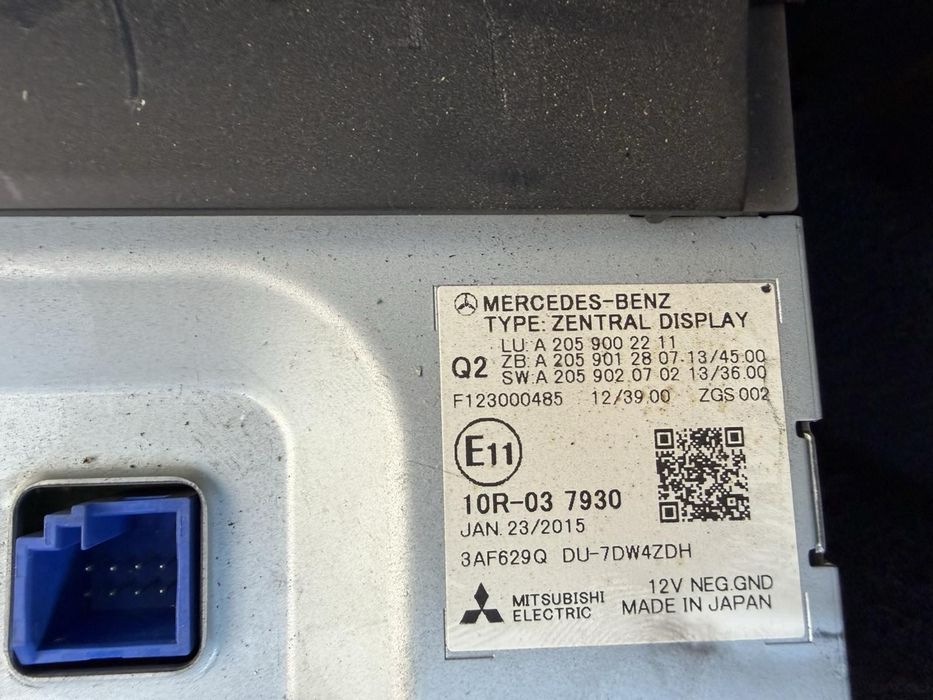 MERCEDES-BENZ
TYPE: ZENTRAL DISPLAY
LU: A 205 900 22 11
Q2 ZB: A 205 901 28 07 13/45 00
SW: A 205 902 07 02 13/36.00
F123000485 12/39 00 ZGS 002
E11
10R-03 7930
JAN. 23/2015
3AF629Q DU-7DW4ZDH
MITSUBISHI ELECTRIC
12V NEG.GND
MADE IN JAPAN